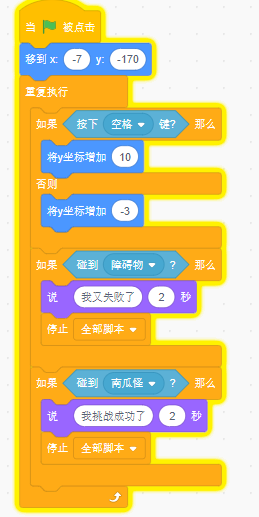 当 被点击
移到 x: -7 y: -170
重复执行
如果 按下 空格 键? 那么
将y坐标增加 10
否则
将y坐标增加 -3
如果 碰到 障碍物 ? 那么
说 我又失败了 2 秒
停止 全部脚本
如果 碰到 南瓜怪 ? 那么
说 我挑战成功了 2 秒
停止 全部脚本